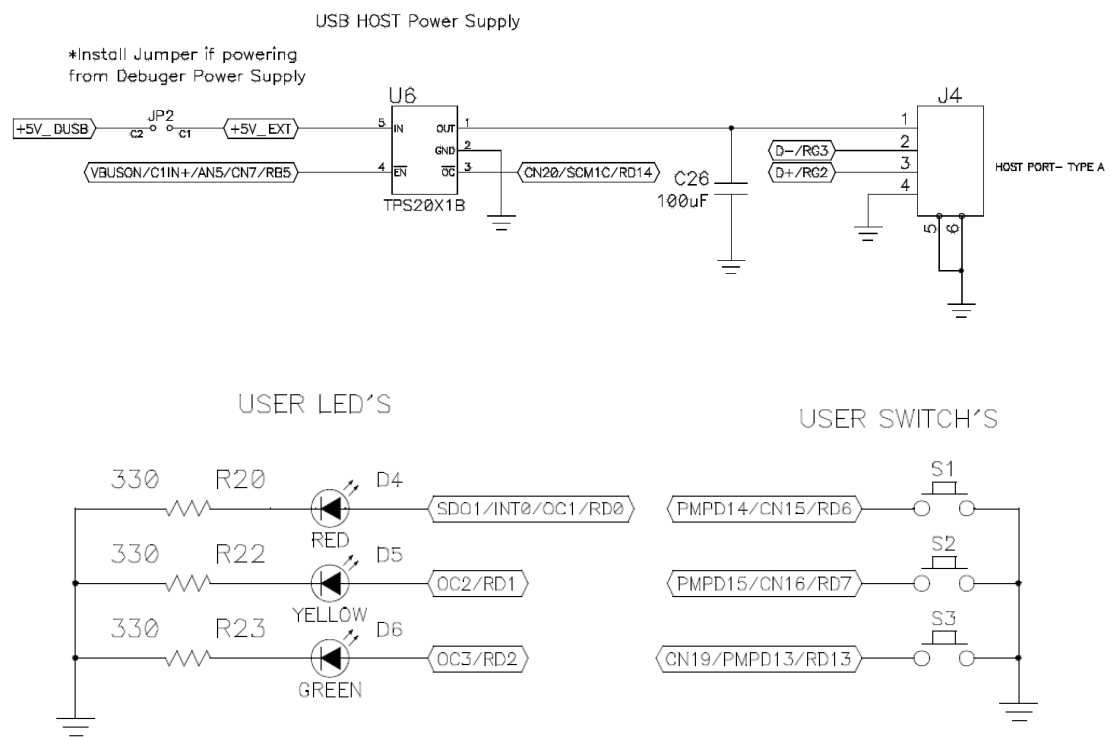 USB HOST Power Supply
*Install Jumper if powering
from Debuger Power Supply
U6
J4
JP2
+5V_DUSB
C2
C1
+5V_EXT
5
IN
OUT
1
GND
2
VBUSON/C1IN+/AN5/CN7/RB5
4
EN
OC
3
CN20/SCM1C/RD14
TPS20X1B
C26
100uF
1
2
3
4
D-/RG3
D+/RG2
HOST PORT- TYPE A
5
6
USER LED'S
USER SWITCH'S
330
R20
D4
SDO1/INT0/OC1/RD0
RED
330
R22
D5
OC2/RD1
YELLOW
330
R23
D6
OC3/RD2
GREEN
S1
PMPD14/CN15/RD6
S2
PMPD15/CN16/RD7
S3
CN19/PMPD13/RD13